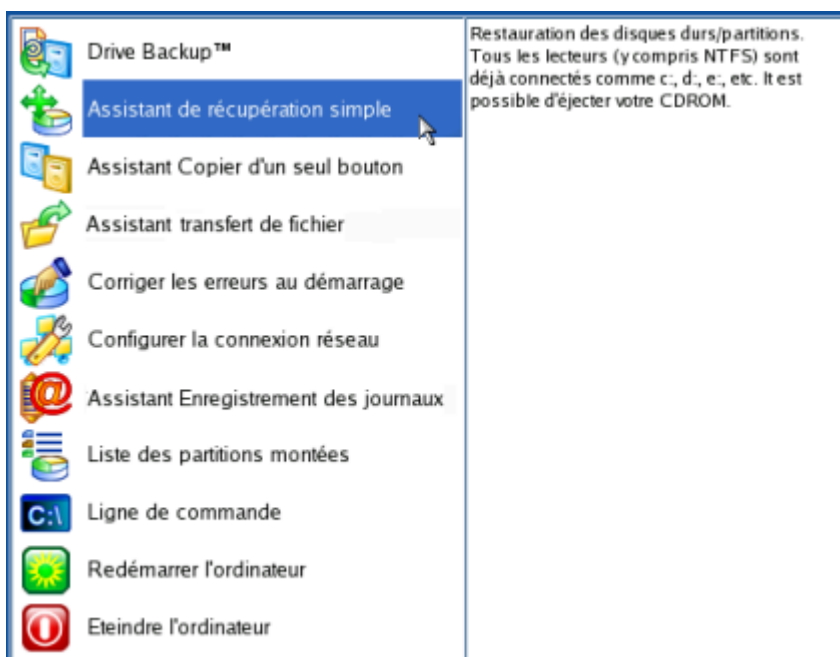 Drive Backup™
Assistant de récupération simple
Assistant Copier d'un seul bouton
Assistant transfert de fichier
Corriger les erreurs au démarrage
Configurer la connexion réseau
Assistant Enregistrement des journaux
Liste des partitions montées
C:\
Ligne de commande
Redémarrer l'ordinateur
Eteindre l'ordinateur
Restauration des disques durs/partitions.
Tous les lecteurs (y compris NTFS) sont
déjà connectés comme c:, d:, e:, etc. It est
possible d'éjecter votre CDROM.